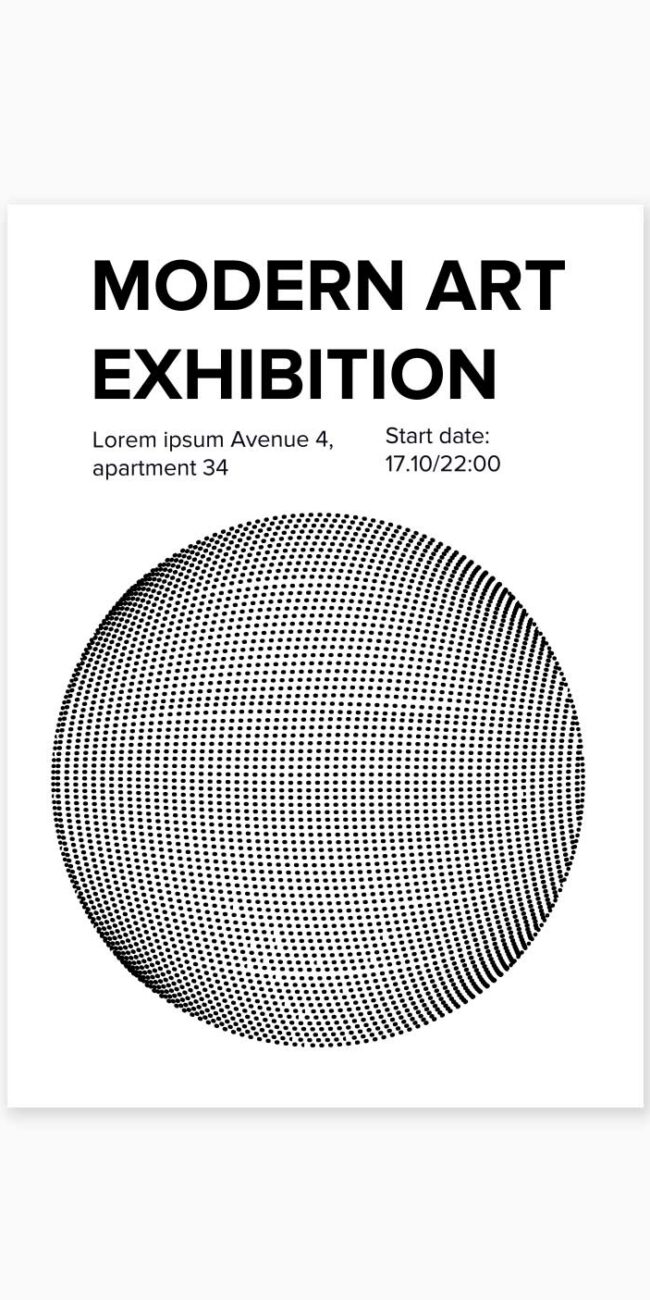 MODERN ART
EXHIBITION
Lorem ipsum Avenue 4,
apartment 34
Start date:
17.10/22:00